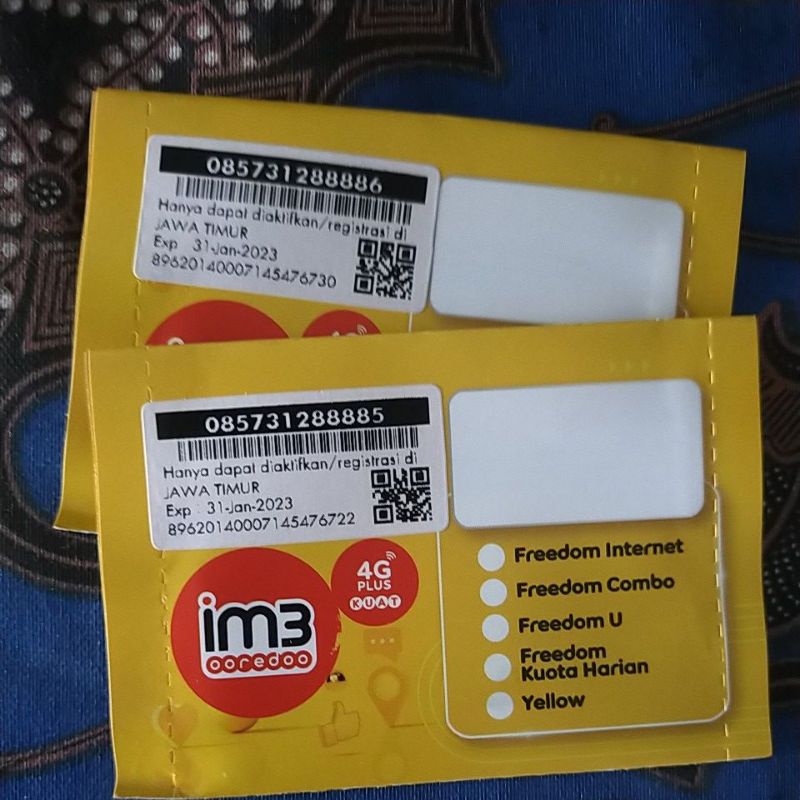 085731288886
Hanya dapat diaktifkan/registrasi di
JAWA TIMUR
Exp : 31-Jan-2023
89620140007145476730
085731288885
Hanya dapat diaktifkan/registrasi di
JAWA TIMUR
Exp : 31-Jan-2023
89620140007145476722
im3
ooredoo
4G
PLUS
KUAT
Freedom Internet
Freedom Combo
Freedom U
Freedom
Kuota Harian
Yellow